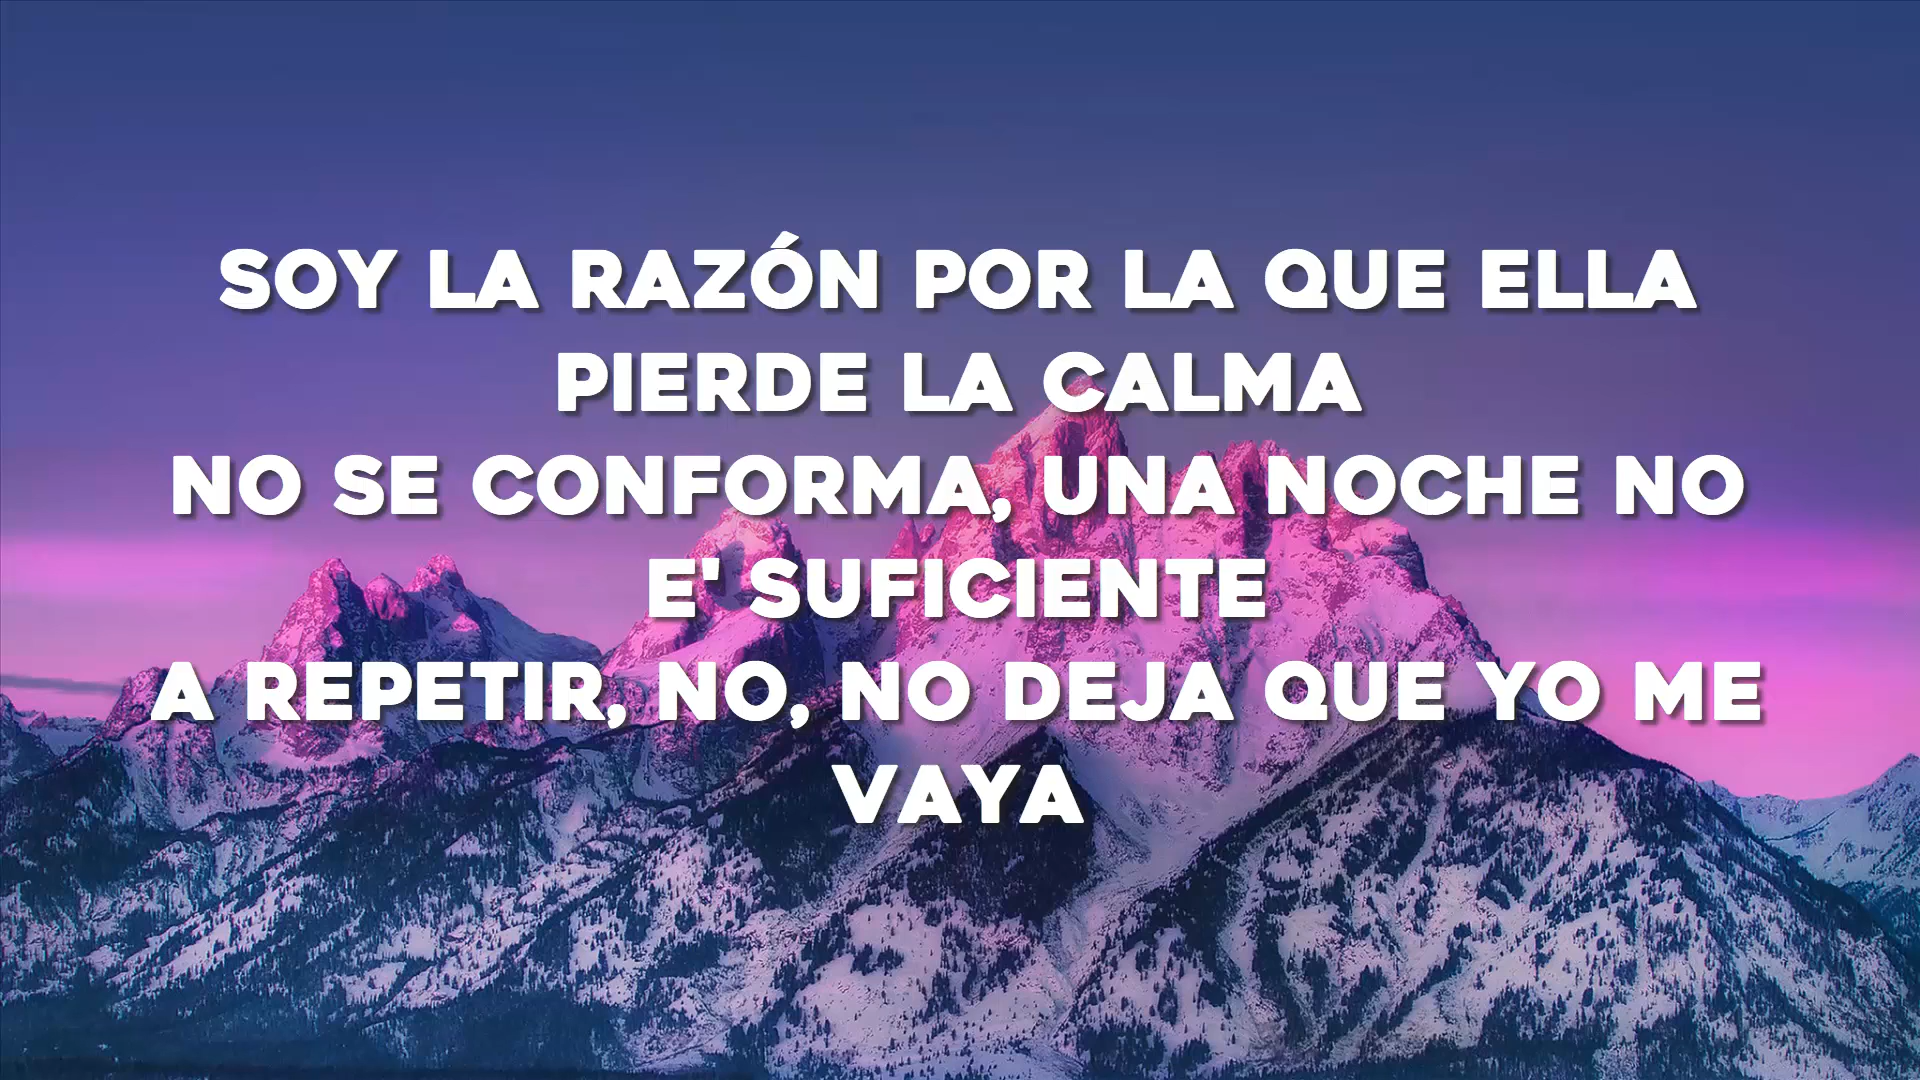 SOY LA RAZÓN POR LA QUE ELLA
PIERDE LA CALMA
NO SE CONFORMA, UNA NOCHE NO
E' SUFICIENTE
A REPETIR, NO, NO DEJA QUE YO ME
VAYA